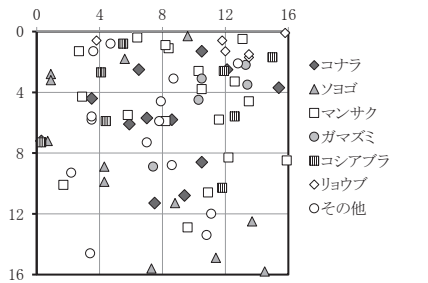 0 4 8 12 16
0
4
8
12
16
コナラ
ソヨゴ
マンサク
ガマズミ
コシアブラ
リョウブ
その他